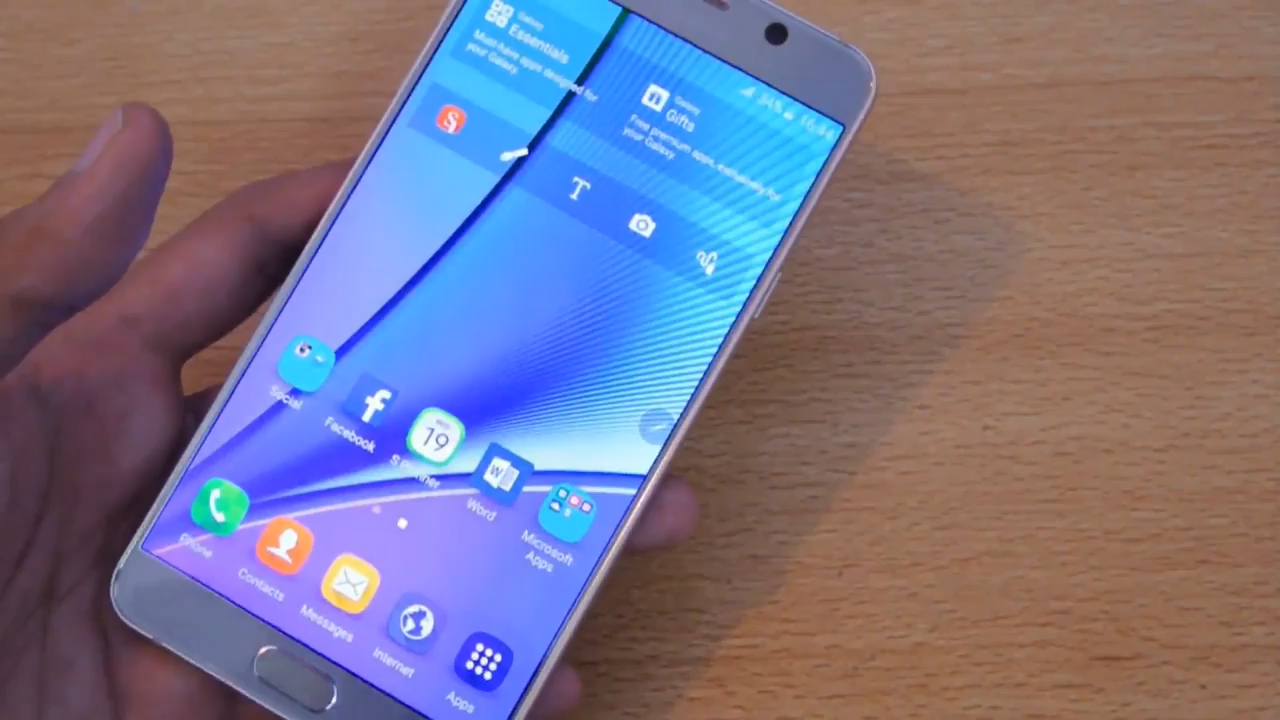 Galaxy
Essentials
Must-have apps designed for
your Galaxy.
Galaxy
Gifts
Free premium apps, exclusively for
your Galaxy.
34%
S
T
Social
f
Facebook
19
S Planner
W
Word
Microsoft
Apps
Phone
Contacts
Messages
Internet
Apps